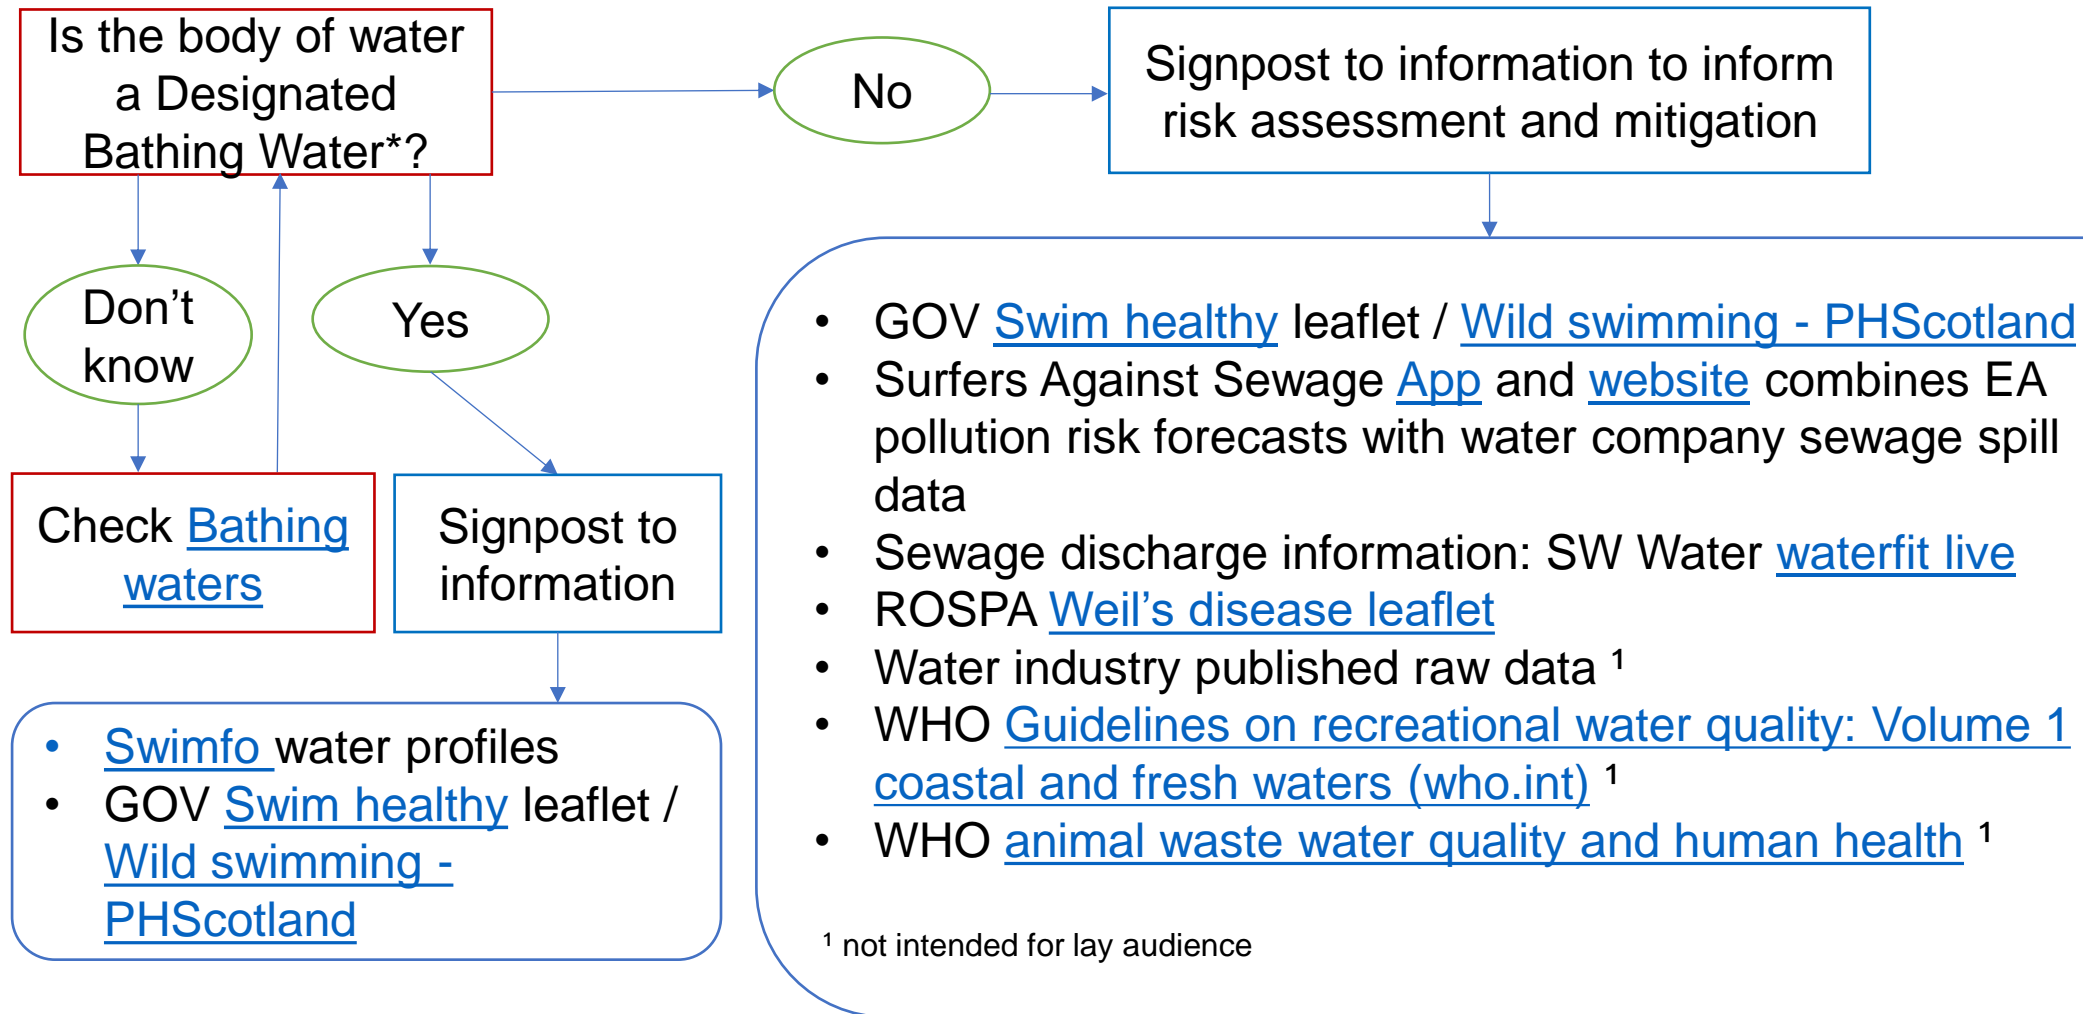 Is the body of water
a Designated
Bathing Water*?
No
Signpost to information to inform
risk assessment and mitigation
Don’t
know
Yes
Check Bathing
waters
Signpost to
information
• Swimfo water profiles
• GOV Swim healthy leaflet /
Wild swimming -
PHScotland
• GOV Swim healthy leaflet / Wild swimming - PHScotland
• Surfers Against Sewage App and website combines EA
pollution risk forecasts with water company sewage spill
data
• Sewage discharge information: SW Water waterfit live
• ROSPA Weil’s disease leaflet
• Water industry published raw data ¹
• WHO Guidelines on recreational water quality: Volume 1
coastal and fresh waters (who.int) ¹
• WHO animal waste water quality and human health ¹
¹ not intended for lay audience